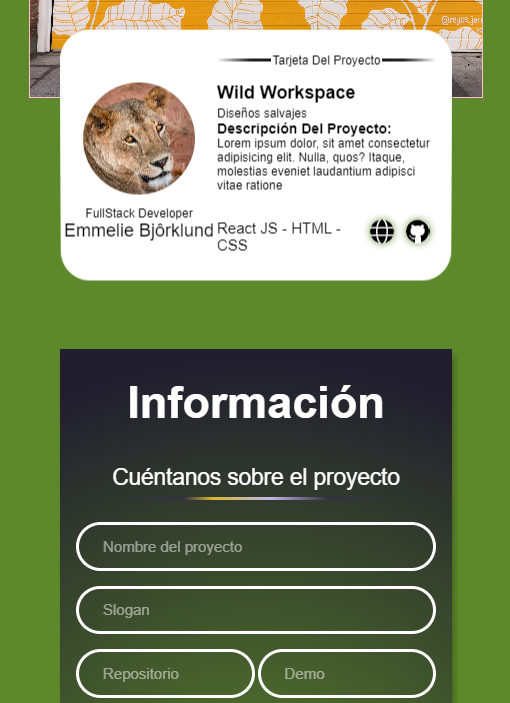 @reyes_jer
Tarjeta Del Proyecto
Wild Workspace
Diseños salvajes
Descripción Del Proyecto:
Lorem ipsum dolor, sit amet consectetur
adipisicing elit. Nulla, quos? Itaque,
molestias eveniet laudantium adipisci
vitae ratione
FullStack Developer
Emmelie Bjôrklund
React JS - HTML -
CSS
Información
Cuéntanos sobre el proyecto
Nombre del proyecto
Slogan
Repositorio
Demo